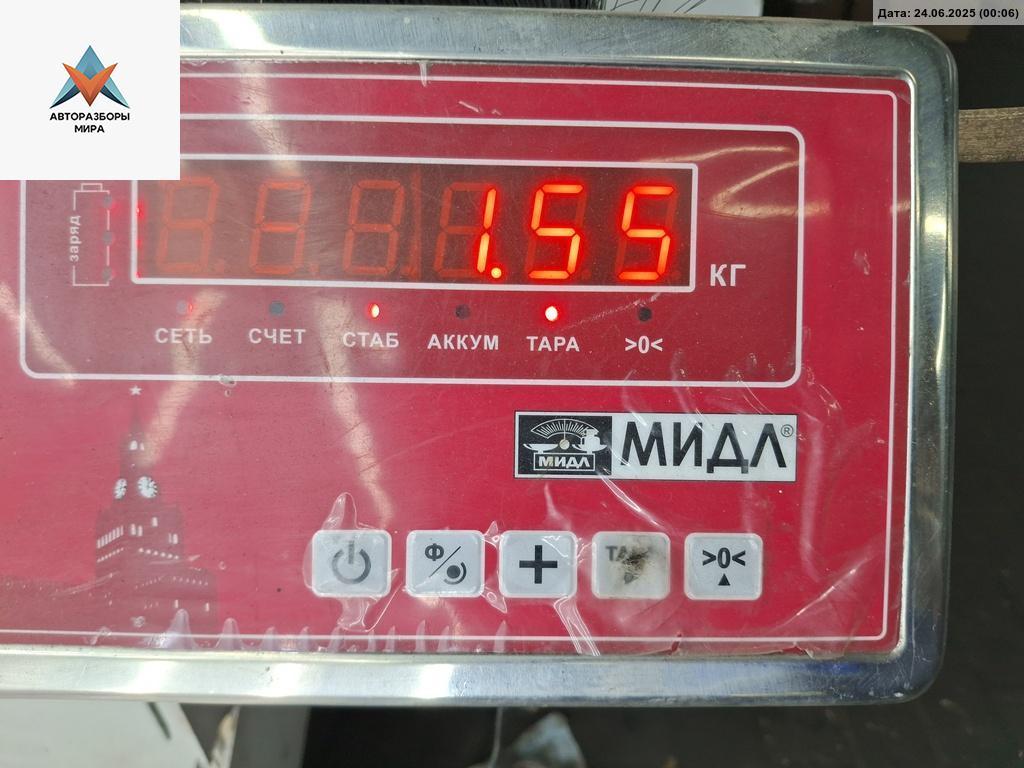 Дата: 24.06.2025 (00:06)
АВТОРАЗБОРЫ
МИРА
заряд
1.55
КГ
СЕТЬ СЧЕТ СТАБ АККУМ ТАРА >0<
МИДЛ МИДЛ®
Ф + >0<